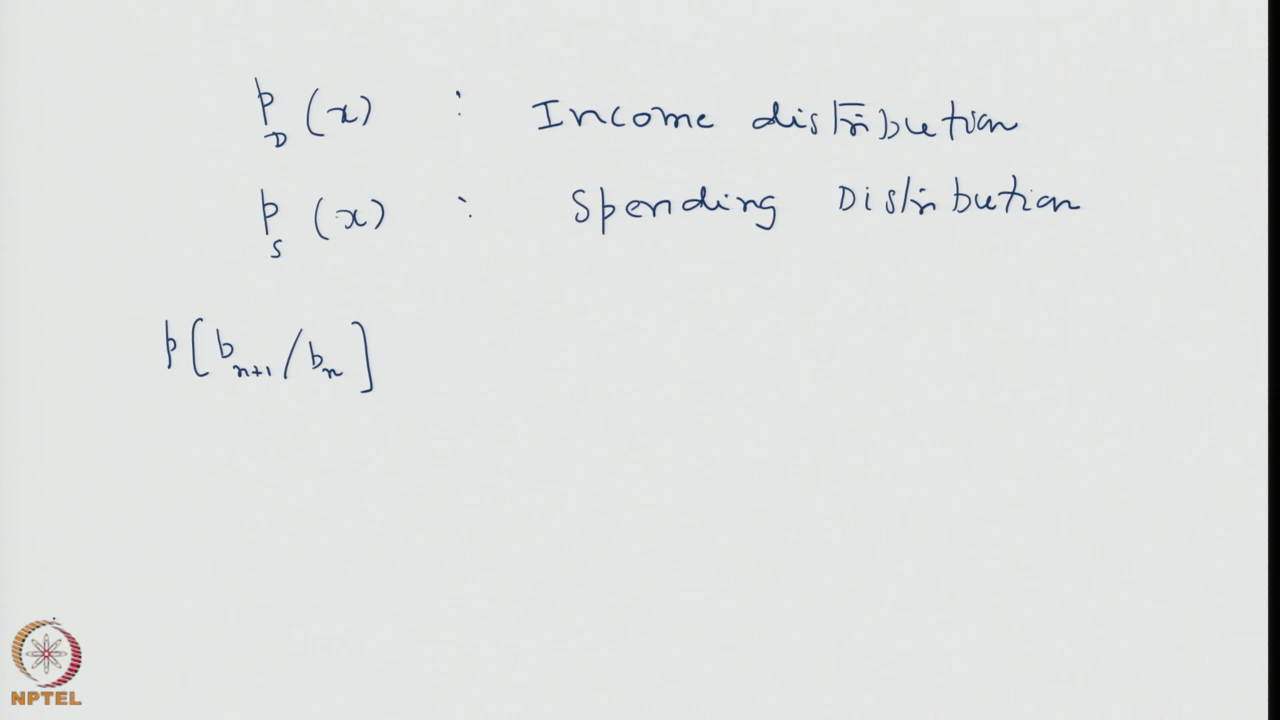 p_D (x) : Income distribution
p_S (x) : Spending Distribution
p[b_{n+1}/b_n]
NPTEL